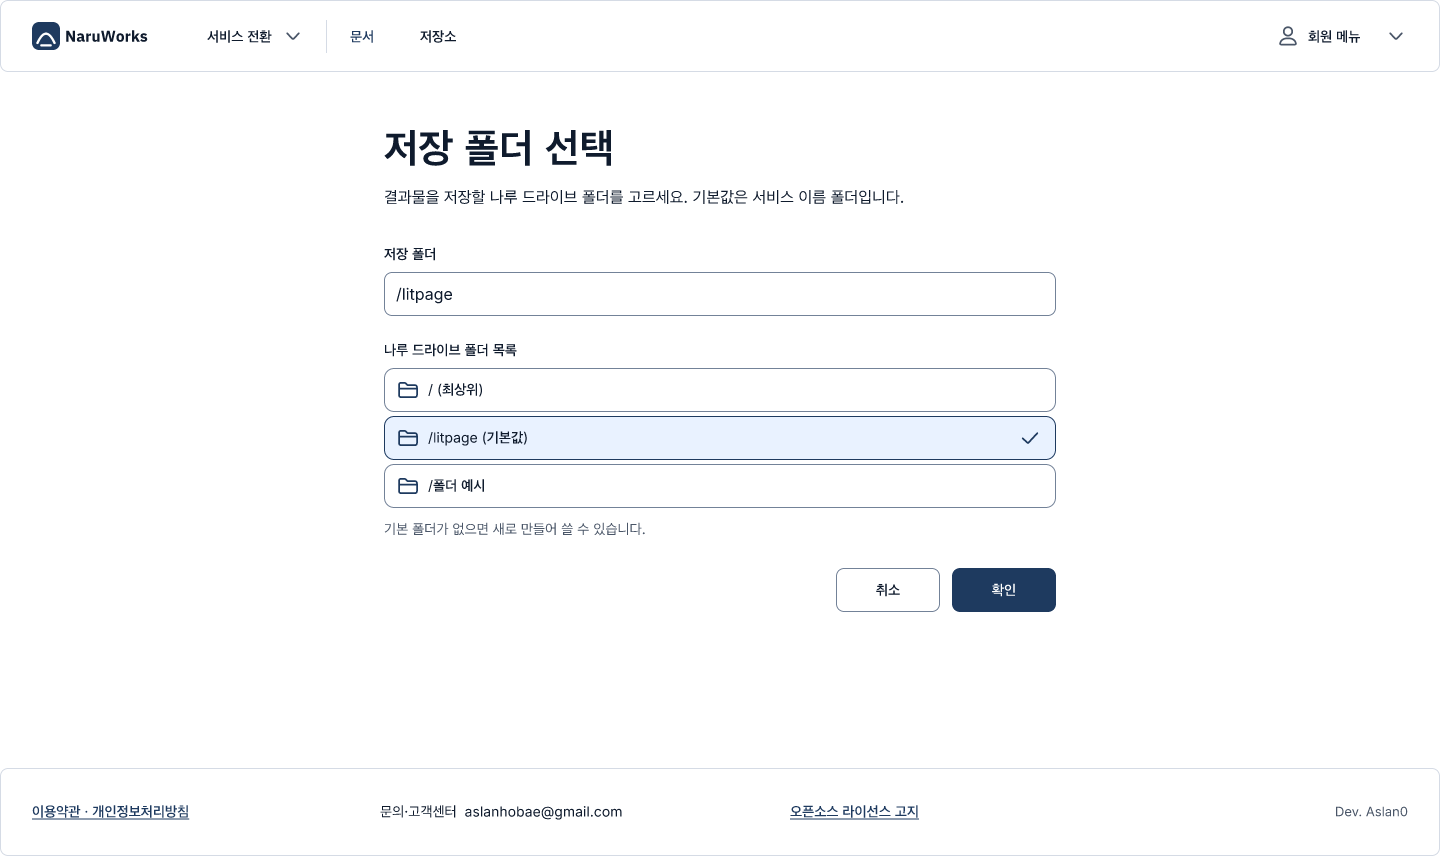 NaruWorks
서비스 전환
문서
저장소
회원 메뉴
저장 폴더 선택
결과물을 저장할 나루 드라이브 폴더를 고르세요. 기본값은 서비스 이름 폴더입니다.
저장 폴더
/litpage
나루 드라이브 폴더 목록
/ (최상위)
/litpage (기본값)
/폴더 예시
기본 폴더가 없으면 새로 만들어 쓸 수 있습니다.
취소
확인
이용약관 · 개인정보처리방침
문의·고객센터 aslanhobae@gmail.com
오픈소스 라이선스 고지
Dev. Aslan0